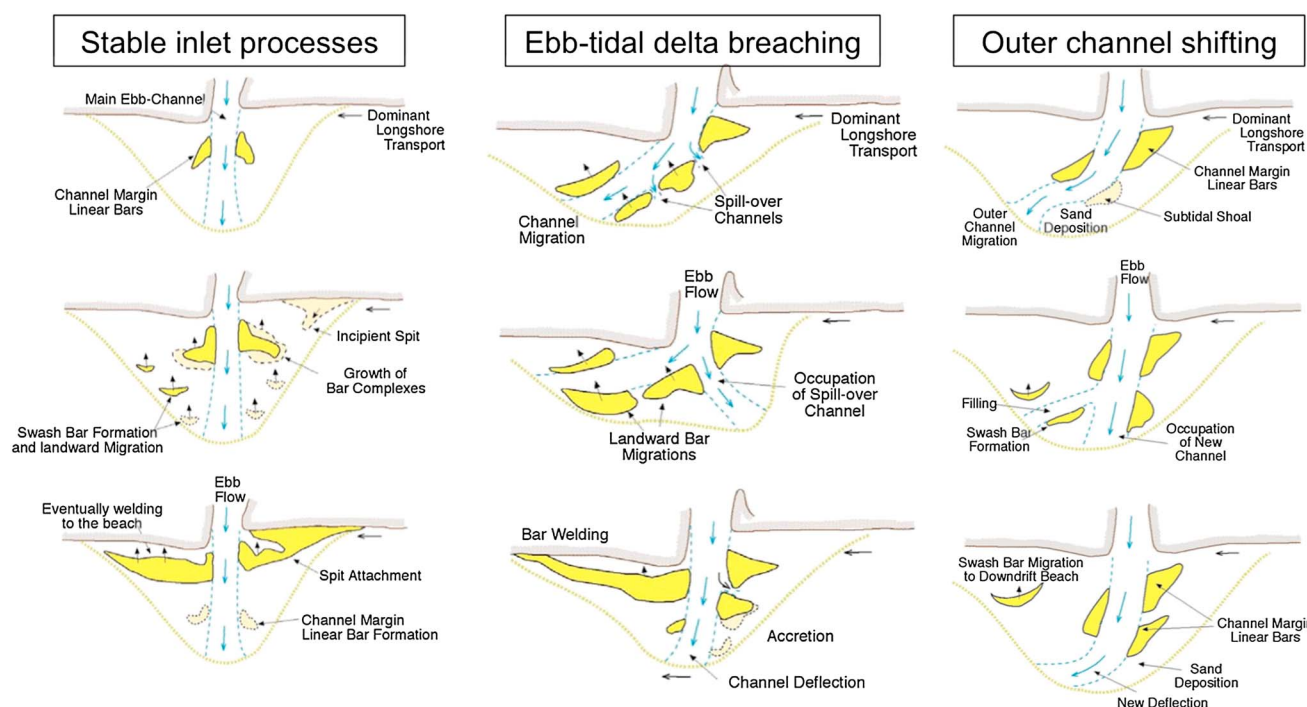 Stable inlet processes
Main Ebb-Channel
Dominant
Longshore
Transport
Channel Margin
Linear Bars
Incipient Spit
Growth of
Bar Complexes
Swash Bar Formation
and landward Migration
Ebb
Flow
Eventually welding
to the beach
Spit Attachment
Channel Margin
Linear Bar Formation
Ebb-tidal delta breaching
Dominant
Longshore
Transport
Spill-over
Channels
Channel
Migration
Ebb
Flow
Occupation
of Spill-over
Channel
Landward Bar
Migrations
Bar Welding
Accretion
Channel Deflection
Outer channel shifting
Dominant
Longshore
Transport
Channel Margin
Linear Bars
Outer
Channel
Migration
Sand
Deposition
Subtidal Shoal
Ebb
Flow
Filling
Swash Bar
Formation
Occupation
of New
Channel
Swash Bar Migration
to Downdrift Beach
Channel Margin
Linear Bars
Sand
Deposition
New Deflection